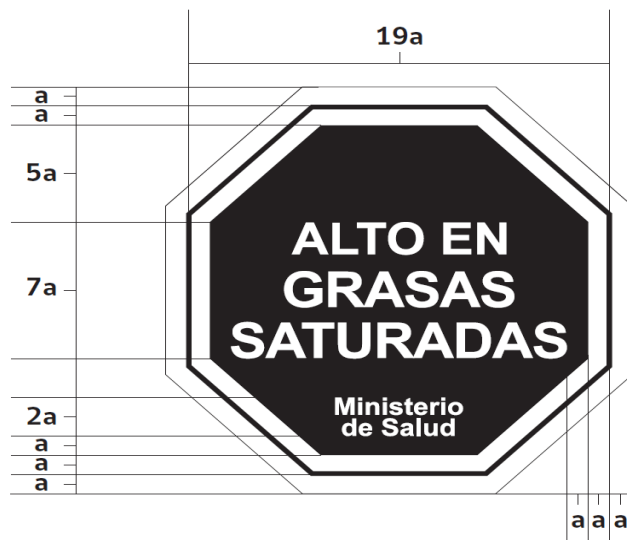 19a
a
a
5a
7a
2a
a
a
a
ALTO EN
GRASAS
SATURADAS
Ministerio
de Salud
a a a